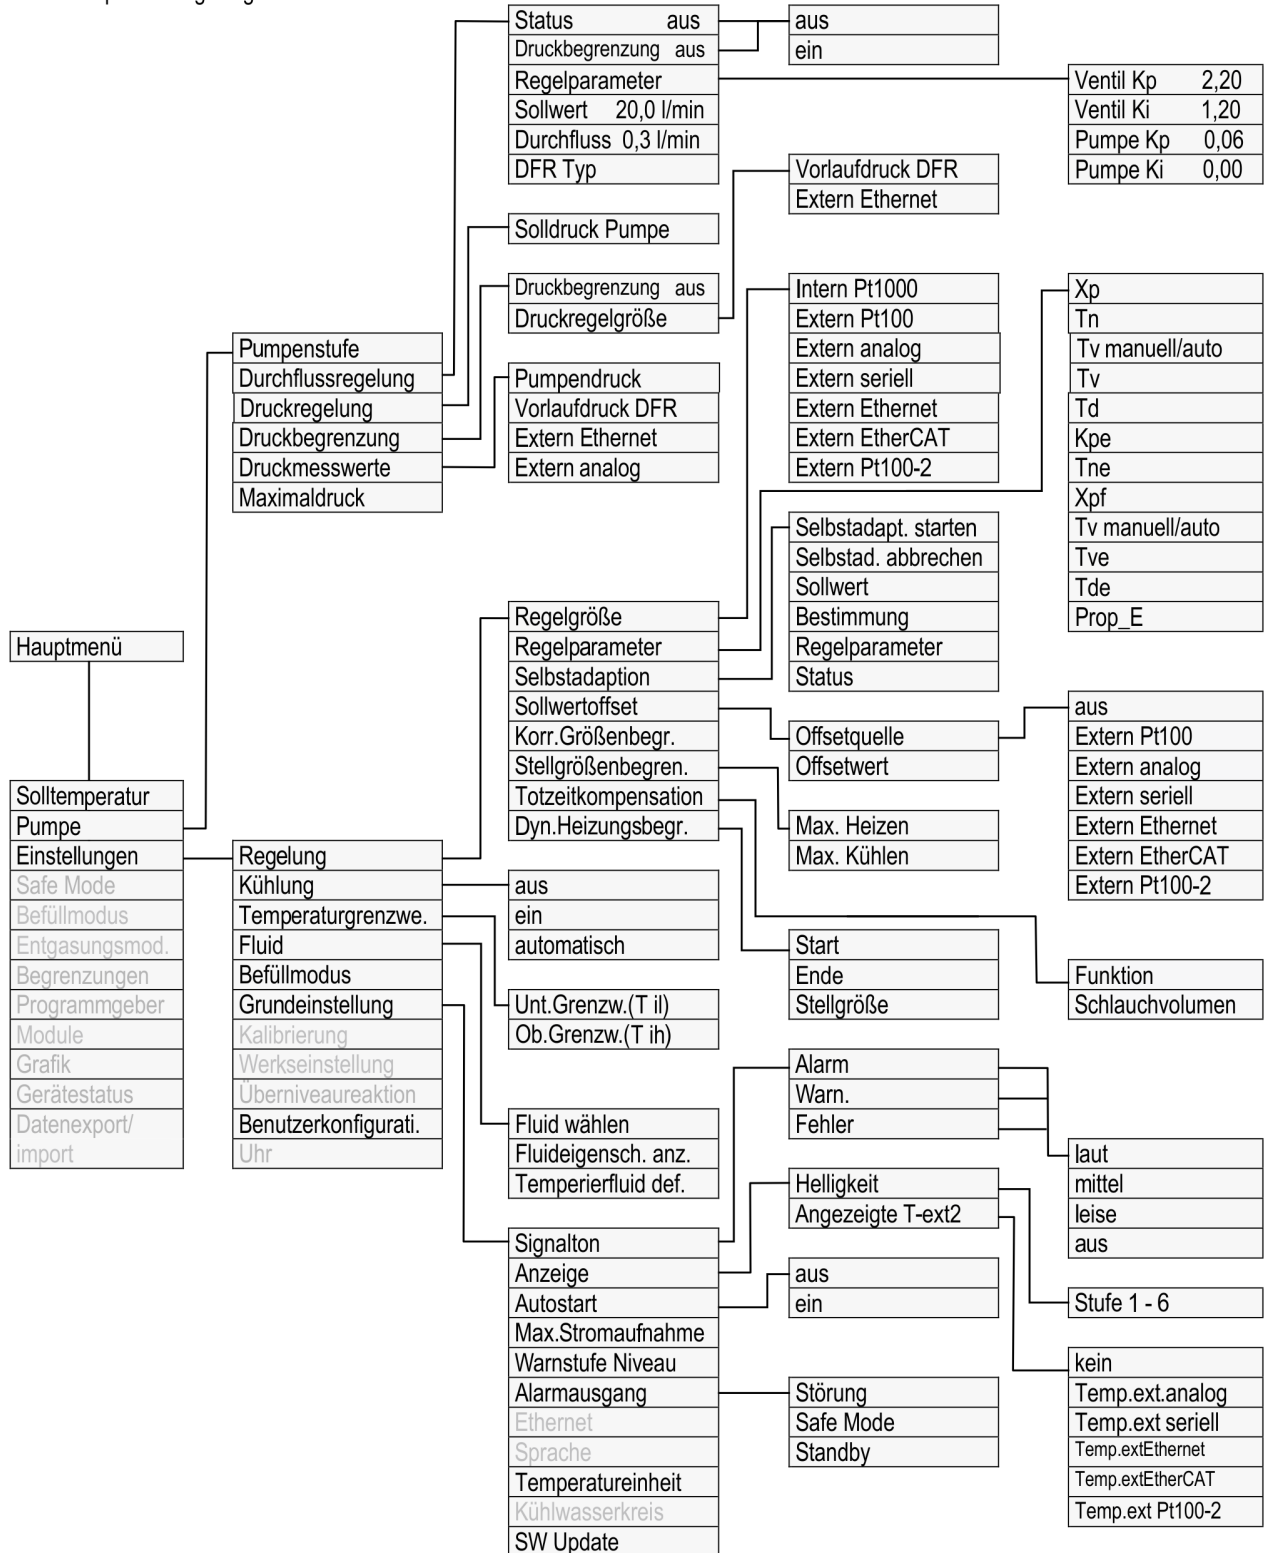 Status aus
Druckbegrenzung aus
Regelparameter
Sollwert 20,0 l/min
Durchfluss 0,3 l/min
DFR Typ
aus
ein
Ventil Kp 2,20
Ventil Ki 1,20
Pumpe Kp 0,06
Pumpe Ki 0,00
Vorlaufdruck DFR
Extern Ethernet
Solldruck Pumpe
Druckbegrenzung aus
Druckregelgröße
Pumpenstufe
Durchflussregelung
Druckregelung
Druckbegrenzung
Druckmesswerte
Maximaldruck
Pumpendruck
Vorlaufdruck DFR
Extern Ethernet
Extern analog
Intern Pt1000
Extern Pt100
Extern analog
Extern seriell
Extern Ethernet
Extern EtherCAT
Extern Pt100-2
Xp
Tn
Tv manuell/auto
Tv
Td
Kpe
Tne
Xpf
Tv manuell/auto
Tve
Tde
Prop_E
Selbstadapt. starten
Selbstad. abbrechen
Sollwert
Bestimmung
Regelparameter
Status
Hauptmenü
Regelgröße
Regelparameter
Selbstadaption
Sollwertoffset
Korr.Größenbegr.
Stellgrößenbegren.
Totzeitkompensation
Dyn.Heizungsbegr.
Offsetquelle
Offsetwert
aus
Extern Pt100
Extern analog
Extern seriell
Extern Ethernet
Extern EtherCAT
Extern Pt100-2
Max. Heizen
Max. Kühlen
Solltemperatur
Pumpe
Einstellungen
Safe Mode
Befüllmodus
Entgasungsmod.
Begrenzungen
Programmgeber
Module
Grafik
Gerätestatus
Datenexport/
import
Regelung
Kühlung
Temperaturgrenzwe.
Fluid
Befüllmodus
Grundeinstellung
Kalibrierung
Werkseinstellung
Überniveaureaktion
Benutzerkonfigurati.
Uhr
aus
ein
automatisch
Start
Ende
Stellgröße
Funktion
Schlauchvolumen
Unt.Grenzw.(T il)
Ob.Grenzw.(T ih)
Alarm
Warn.
Fehler
Fluid wählen
Fluideigensch. anz.
Temperierfluid def.
laut
mittel
leise
aus
Helligkeit
Angezeigte T-ext2
Signalton
Anzeige
Autostart
Max.Stromaufnahme
Warnstufe Niveau
Alarmausgang
Ethernet
Sprache
Temperatureinheit
Kühlwasserkreis
SW Update
aus
ein
Stufe 1 - 6
Störung
Safe Mode
Standby
kein
Temp.ext.analog
Temp.ext seriell
Temp.extEthernet
Temp.extEtherCAT
Temp.ext Pt100-2